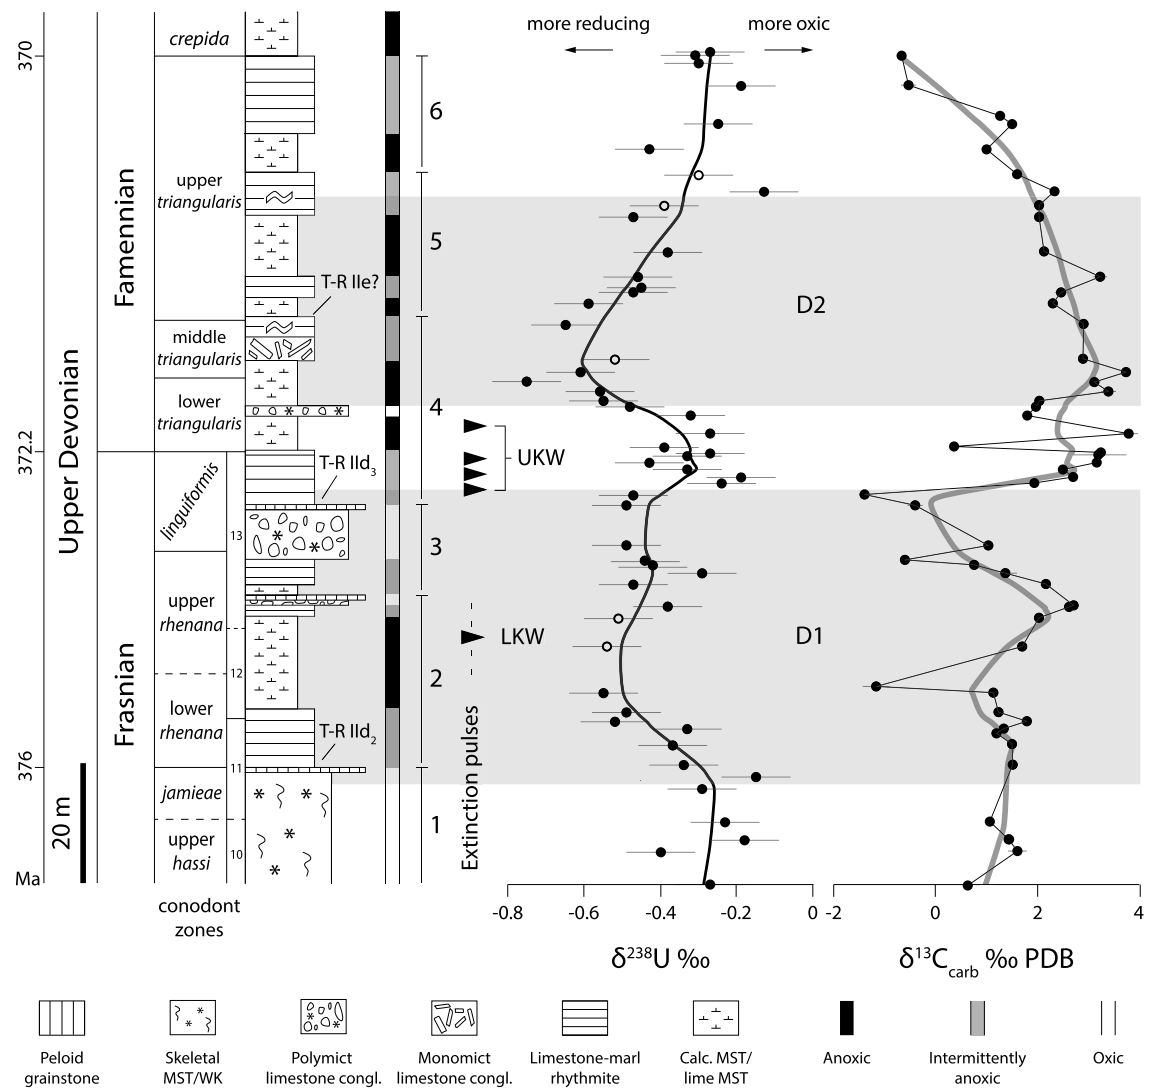 more reducing
more oxic
370
372.2
376
Ma
20 m
Upper Devonian
Famennian
Frasnian
crepida
upper
triangularis
middle
triangularis
lower
triangularis
linguiformis
upper
rhenana
lower
rhenana
jamieae
upper
hassi
13
12
11
10
conodont
zones
T-R IIe?
T-R IId3
T-R IId2
6
5
4
3
2
1
UKW
LKW
Extinction pulses
D2
D1
-0.8
-0.6
-0.4
-0.2
0
-2
0
2
4
δ238U ‰
δ13Ccarb ‰ PDB
Peloid
grainstone
Skeletal
MST/WK
Polymict
limestone congl.
Monomict
limestone congl.
Limestone-marl
rhythmite
Calc. MST/
lime MST
Anoxic
Intermittently
anoxic
Oxic